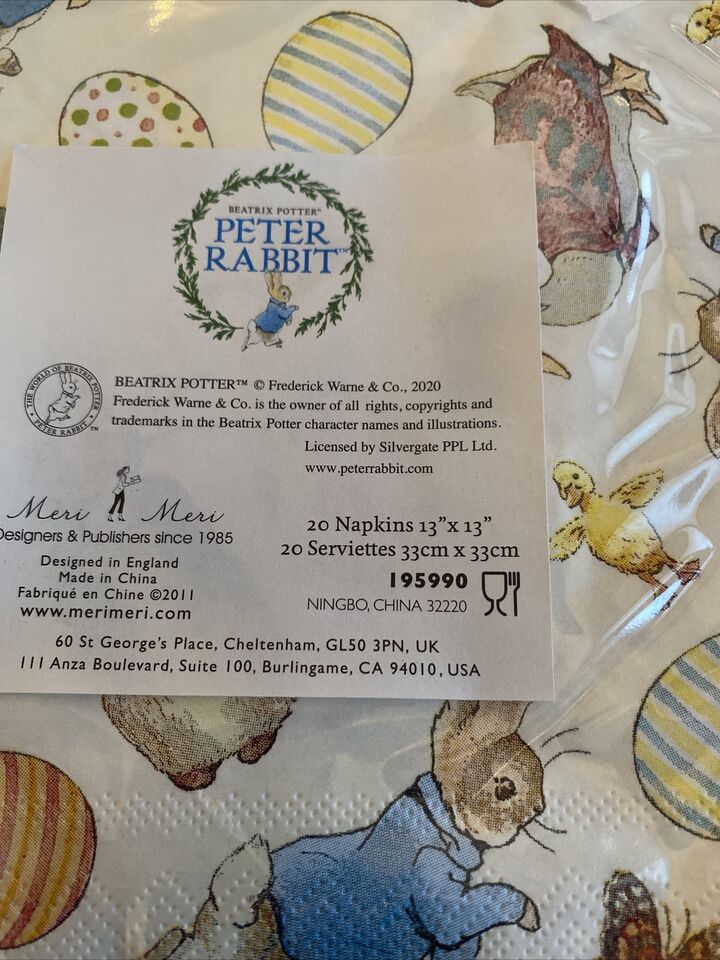 BEATRIX POTTER™
PETER
RABBIT™
THE WORLD OF BEATRIX POTTER
PETER RABBIT ™
BEATRIX POTTER™ © Frederick Warne & Co., 2020
Frederick Warne & Co. is the owner of all rights, copyrights and
trademarks in the Beatrix Potter character names and illustrations.
Licensed by Silvergate PPL Ltd.
www.peterrabbit.com
Meri Meri
Designers & Publishers since 1985
Designed in England
Made in China
Fabriqué en Chine ©2011
www.merimeri.com
20 Napkins 13”x 13”
20 Serviettes 33cm x 33cm
195990
NINGBO, CHINA 32220
60 St George's Place, Cheltenham, GL50 3PN, UK
111 Anza Boulevard, Suite 100, Burlingame, CA 94010, USA